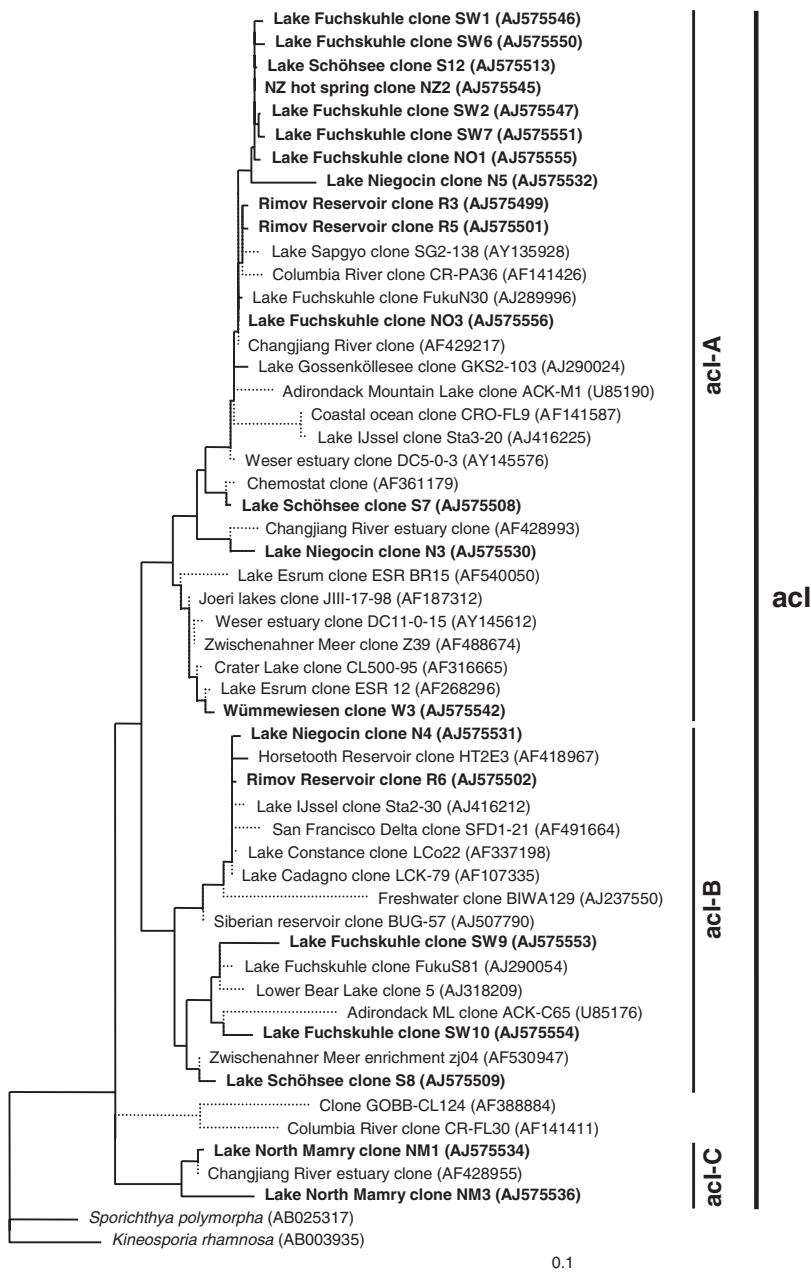 Lake Fuchskuhle clone SW1 (AJ575546)
Lake Fuchskuhle clone SW6 (AJ575550)
Lake Schöhsee clone S12 (AJ575513)
NZ hot spring clone NZ2 (AJ575545)
Lake Fuchskuhle clone SW2 (AJ575547)
Lake Fuchskuhle clone SW7 (AJ575551)
Lake Fuchskuhle clone NO1 (AJ575555)
Lake Niegocin clone N5 (AJ575532)
Rimov Reservoir clone R3 (AJ575499)
Rimov Reservoir clone R5 (AJ575501)
Lake Sapgyo clone SG2-138 (AY135928)
Columbia River clone CR-PA36 (AF141426)
Lake Fuchskuhle clone FukuN30 (AJ289996)
Lake Fuchskuhle clone NO3 (AJ575556)
Changjiang River clone (AF429217)
Lake Gossenköllesee clone GKS2-103 (AJ290024)
Adirondack Mountain Lake clone ACK-M1 (U85190)
Coastal ocean clone CRO-FL9 (AF141587)
Lake IJssel clone Sta3-20 (AJ416225)
Weser estuary clone DC5-0-3 (AY145576)
Chemostat clone (AF361179)
Lake Schöhsee clone S7 (AJ575508)
Changjiang River estuary clone (AF428993)
Lake Niegocin clone N3 (AJ575530)
Lake Esrum clone ESR BR15 (AF540050)
Joeri lakes clone JIII-17-98 (AF187312)
Weser estuary clone DC11-0-15 (AY145612)
Zwischenahner Meer clone Z39 (AF488674)
Crater Lake clone CL500-95 (AF316665)
Lake Esrum clone ESR 12 (AF268296)
Wümmewiesen clone W3 (AJ575542)
acI-A
Lake Niegocin clone N4 (AJ575531)
Horsetooth Reservoir clone HT2E3 (AF418967)
Rimov Reservoir clone R6 (AJ575502)
Lake IJssel clone Sta2-30 (AJ416212)
San Francisco Delta clone SFD1-21 (AF491664)
Lake Constance clone LCo22 (AF337198)
Lake Cadagno clone LCK-79 (AF107335)
Freshwater clone BIWA129 (AJ237550)
Siberian reservoir clone BUG-57 (AJ507790)
Lake Fuchskuhle clone SW9 (AJ575553)
Lake Fuchskuhle clone FukuS81 (AJ290054)
Lower Bear Lake clone 5 (AJ318209)
Adirondack ML clone ACK-C65 (U85176)
Lake Fuchskuhle clone SW10 (AJ575554)
Zwischenahner Meer enrichment zj04 (AF530947)
Lake Schöhsee clone S8 (AJ575509)
acI-B
Clone GOBB-CL124 (AF388884)
Columbia River clone CR-FL30 (AF141411)
Lake North Mamry clone NM1 (AJ575534)
Changjiang River estuary clone (AF428955)
Lake North Mamry clone NM3 (AJ575536)
acI-C
acI
Sporichthya polymorpha (AB025317)
Kineosporia rhamnosa (AB003935)
0.1